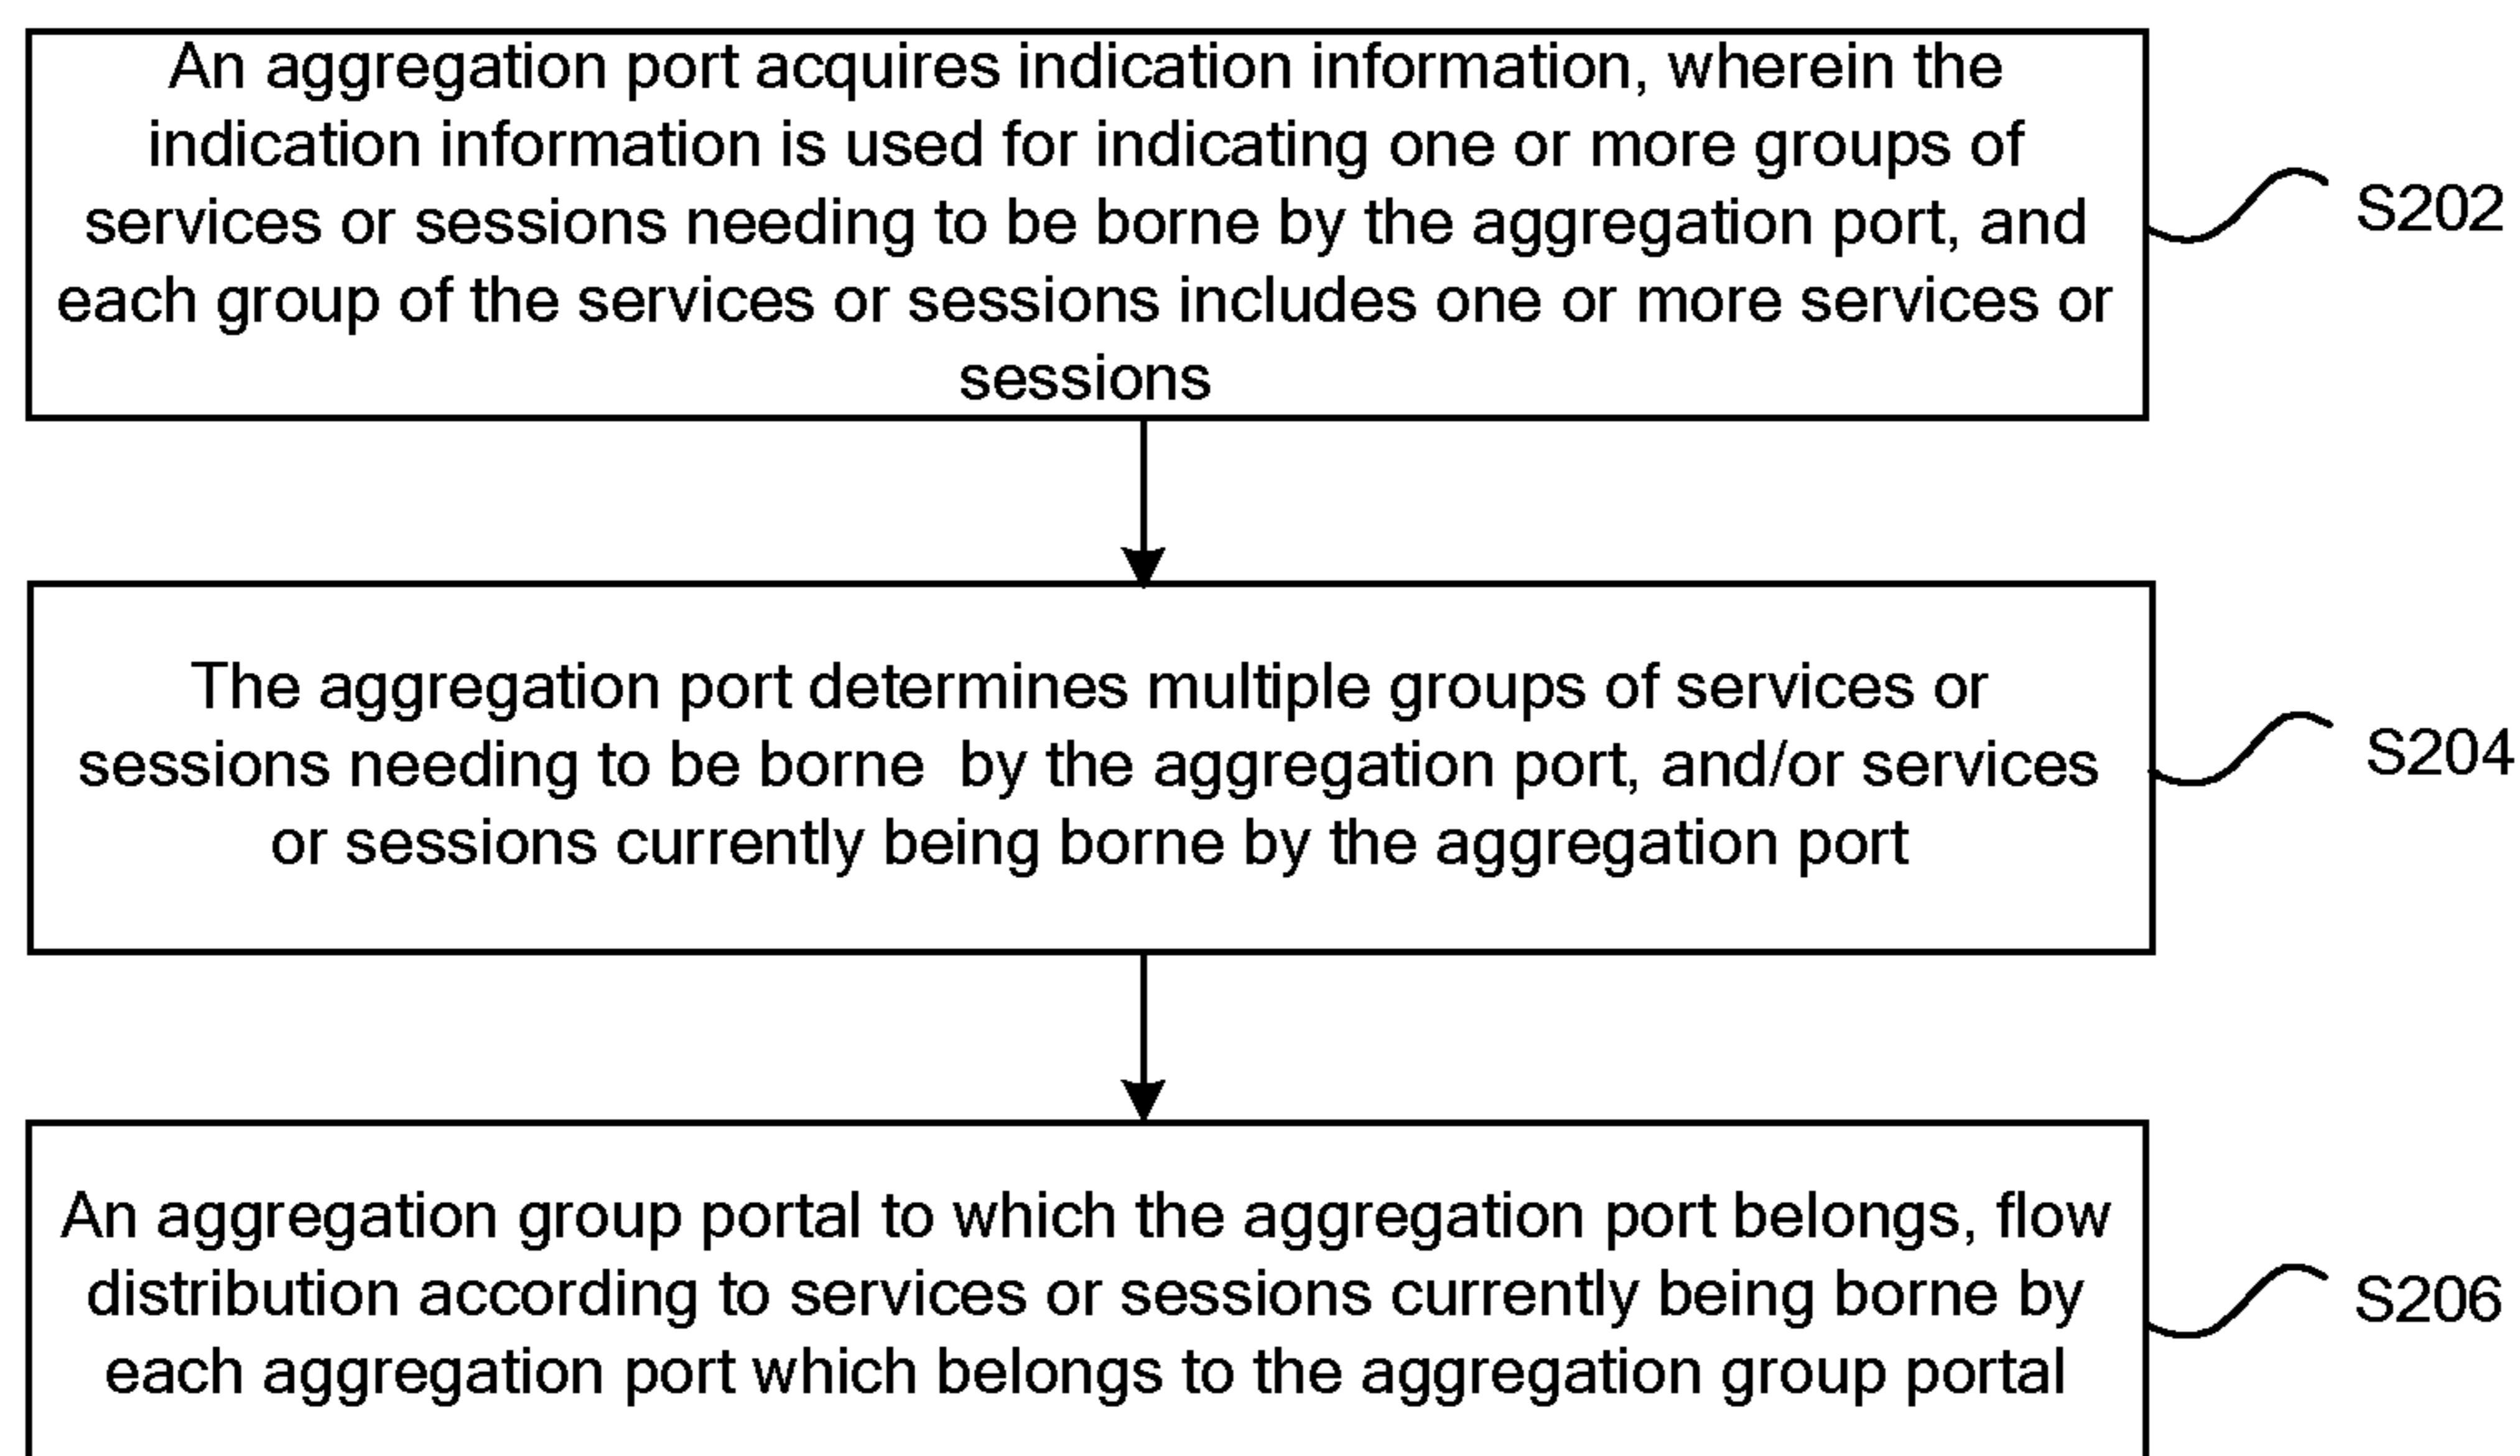 An aggregation port acquires indication information, wherein the
indication information is used for indicating one or more groups of
services or sessions needing to be borne by the aggregation port, and
each group of the services or sessions includes one or more services or
sessions
S202
The aggregation port determines multiple groups of services or
sessions needing to be borne  by the aggregation port, and/or services
or sessions currently being borne by the aggregation port
S204
An aggregation group portal to which the aggregation port belongs, flow
distribution according to services or sessions currently being borne by
each aggregation port which belongs to the aggregation group portal
S206